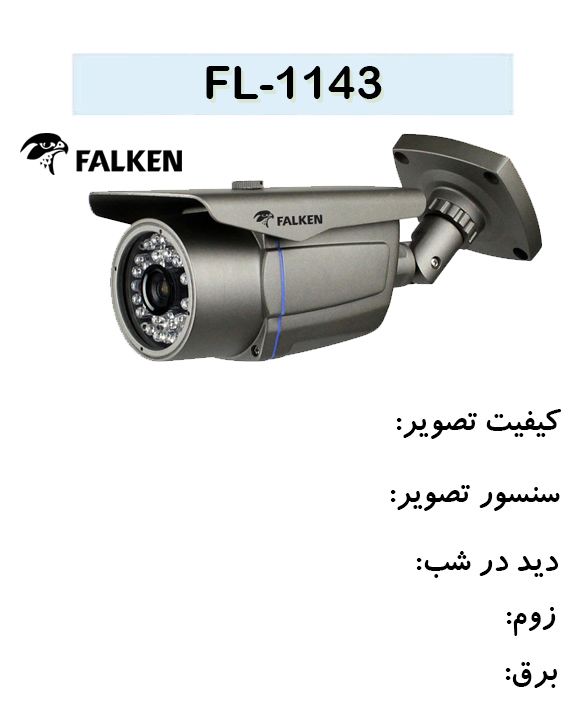 FL-1143
FALKEN
FALKEN
کیفیت تصویر:
سنسور تصویر:
دید در شب:
زوم:
برق: